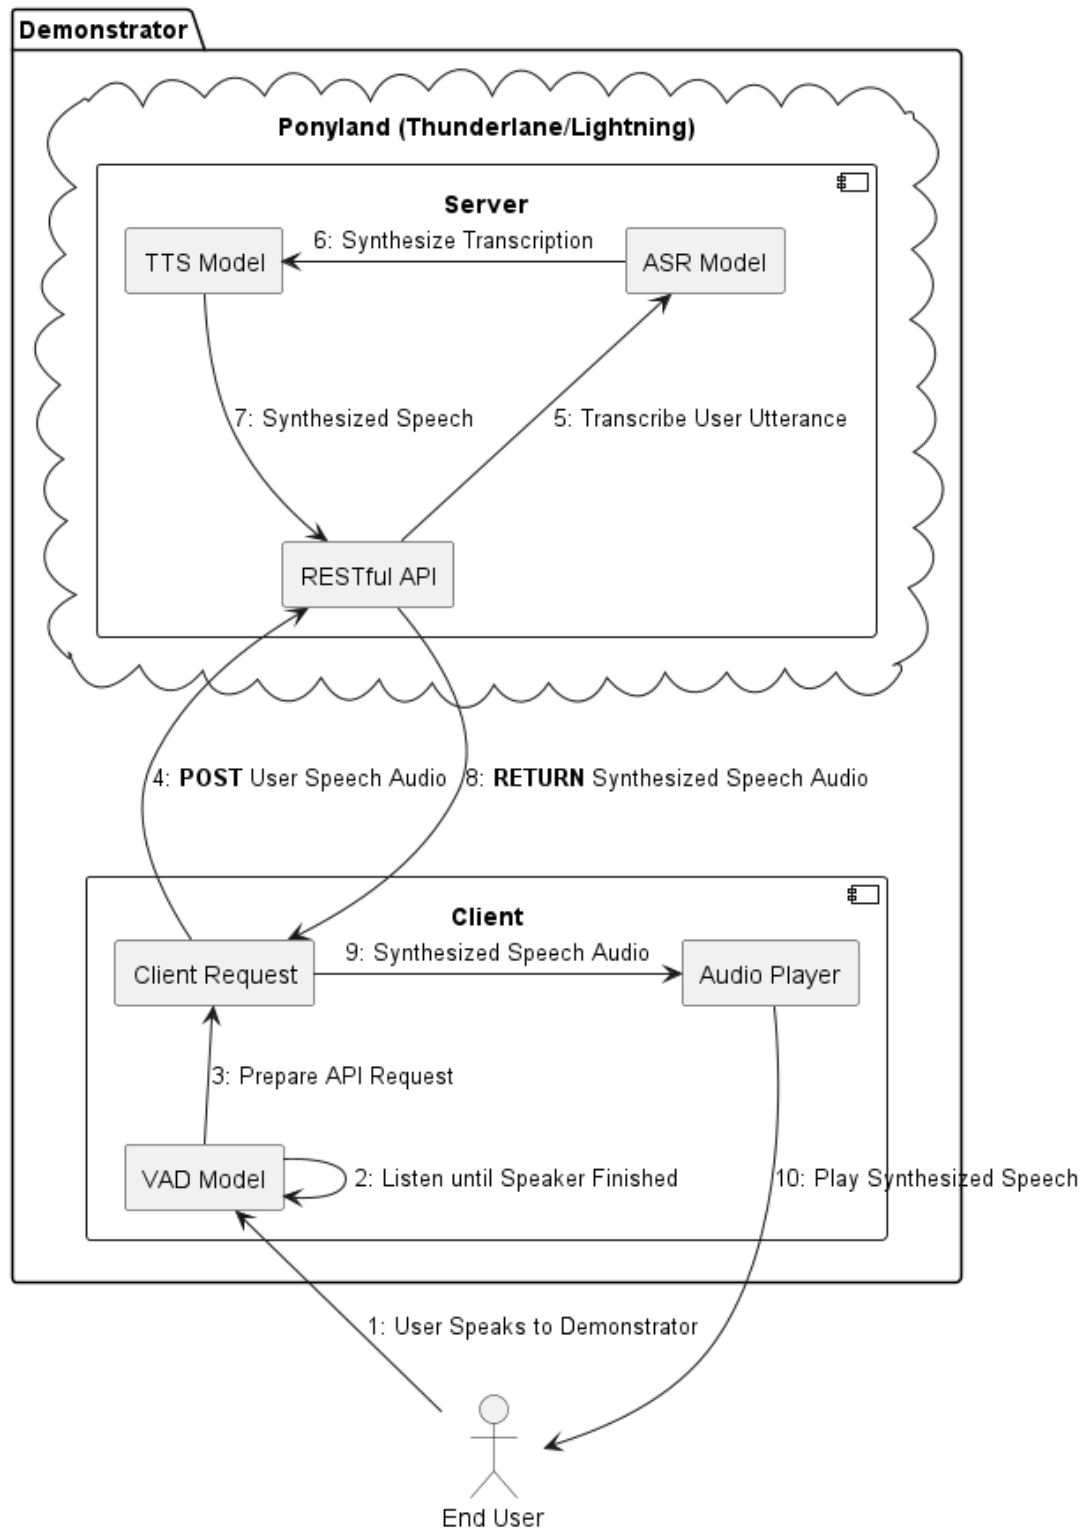 Demonstrator
Ponyland (Thunderlane/Lightning)
Server
6: Synthesize Transcription
TTS Model
ASR Model
7: Synthesized Speech
5: Transcribe User Utterance
RESTful API
4: POST User Speech Audio
8: RETURN Synthesized Speech Audio
Client
9: Synthesized Speech Audio
Client Request
Audio Player
3: Prepare API Request
VAD Model
2: Listen until Speaker Finished
10: Play Synthesized Speech
1: User Speaks to Demonstrator
End User